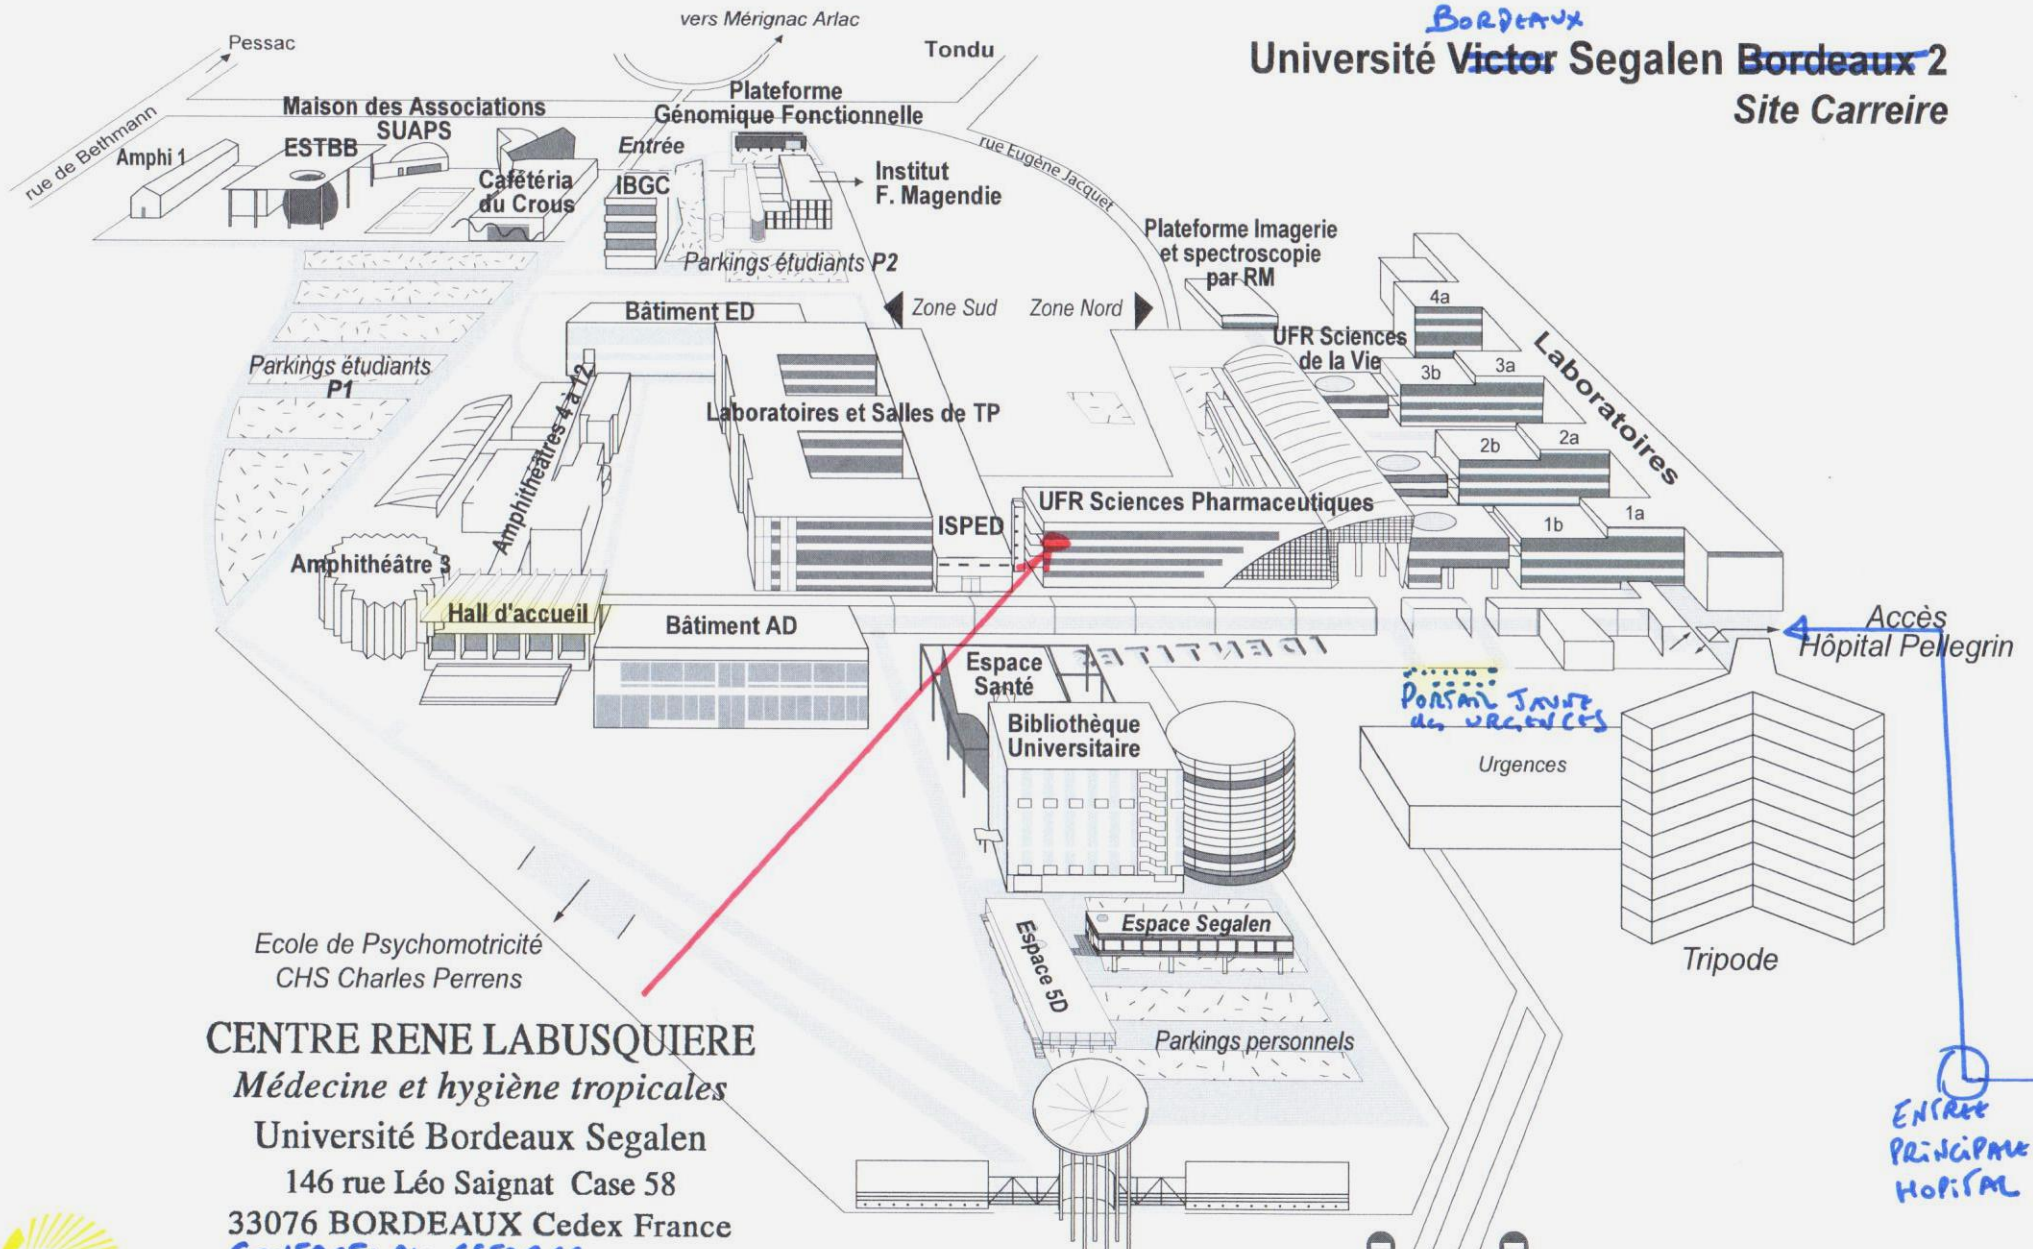 BORDEAUX
Université Victor Segalen Bordeaux 2
Site Carreire
vers Mérignac Arlac
Pessac
Tondu
rue de Bethmann
Maison des Associations
SUAPS
ESTBB
Amphi 1
Cafétéria
du Crous
Entrée
Plateforme
Génomique Fonctionnelle
IBGC
Institut
F. Magendie
rue Eugène Jacquet
Parkings étudiants P2
Plateforme Imagerie
et spectroscopie
par RM
Zone Sud
Zone Nord
Bâtiment ED
Parkings étudiants
P1
Amphithéâtres 4 à 12
Laboratoires et Salles de TP
UFR Sciences
de la Vie
4a
3b
3a
2b
2a
1b
1a
Laboratoires
UFR Sciences Pharmaceutiques
ISPED
Amphithéâtre 3
Hall d'accueil
Bâtiment AD
Accès
Hôpital Pellegrin
Espace
Santé
PORTAIL JAUNE
des URGENCES
Bibliothèque
Universitaire
Urgences
Tripode
Espace Segalen
Espace 5D
Parkings personnels
Ecole de Psychomotricité
CHS Charles Perrens
ENTREE
PRINCIPALE
HOPITAL
CENTRE RENE LABUSQUIERE
Médecine et hygiène tropicales
Université Bordeaux Segalen
146 rue Léo Saignat Case 58
33076 BORDEAUX Cedex France